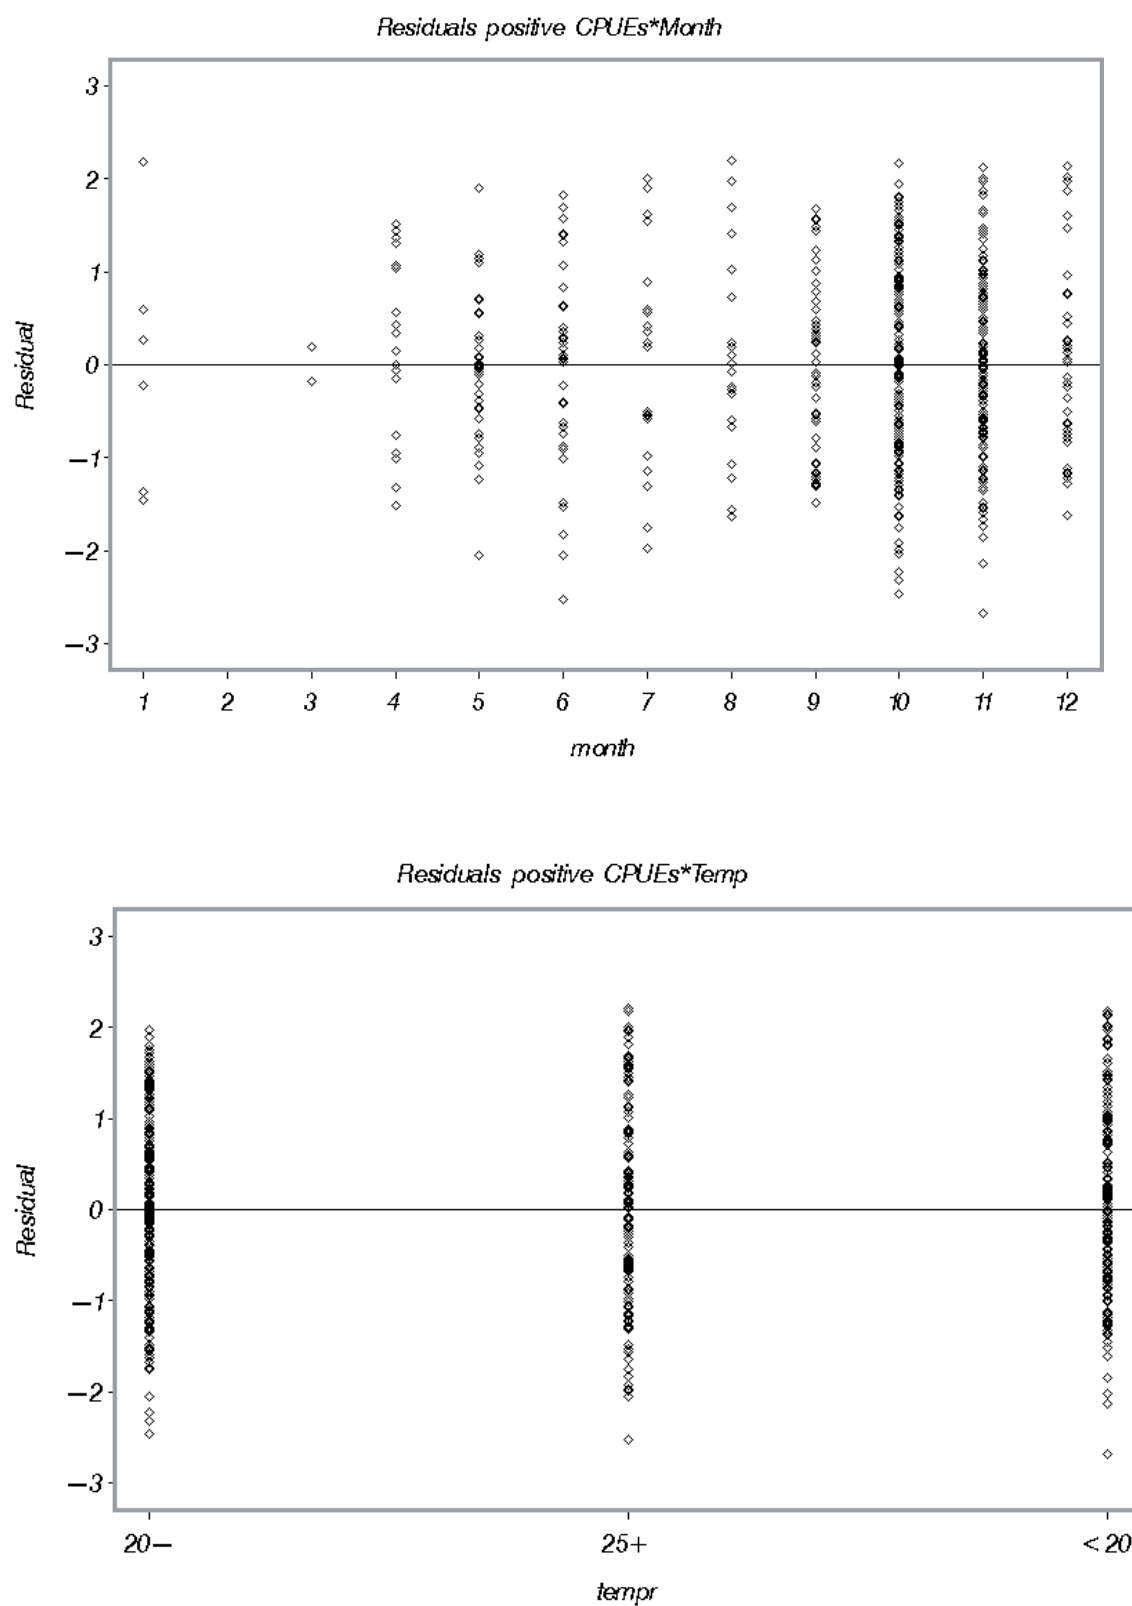 Residuals positive CPUEs*Month
3
2
1
0
−1
−2
−3
Residual
1 2 3 4 5 6 7 8 9 10 11 12
month
Residuals positive CPUEs*Temp
3
2
1
0
−1
−2
−3
Residual
20− 25+ <20
tempr